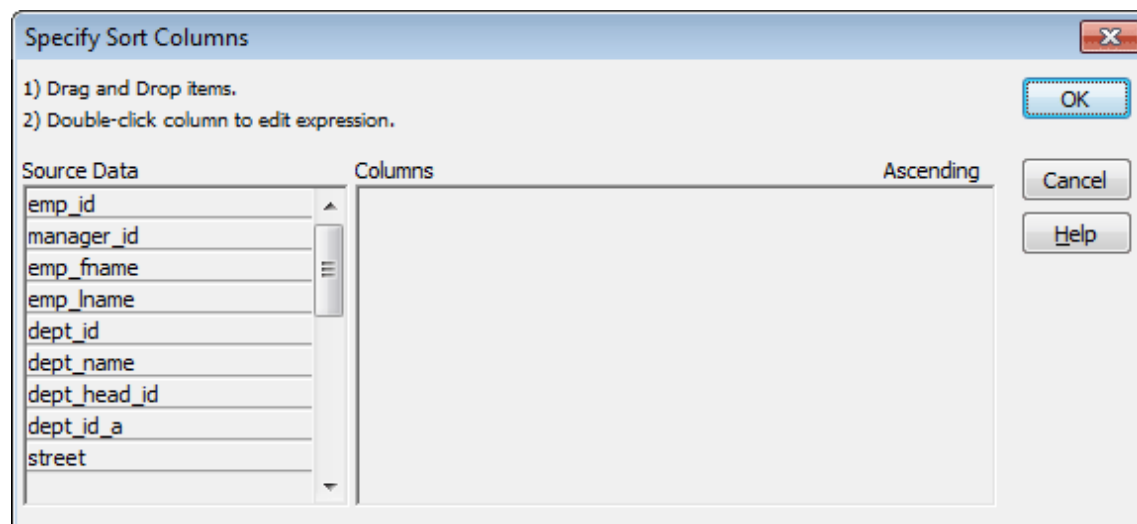 Specify Sort Columns
1) Drag and Drop items.
2) Double-click column to edit expression.
OK
Source Data
Columns
Ascending
Cancel
Help
emp_id
manager_id
emp_fname
emp_lname
dept_id
dept_name
dept_head_id
dept_id_a
street